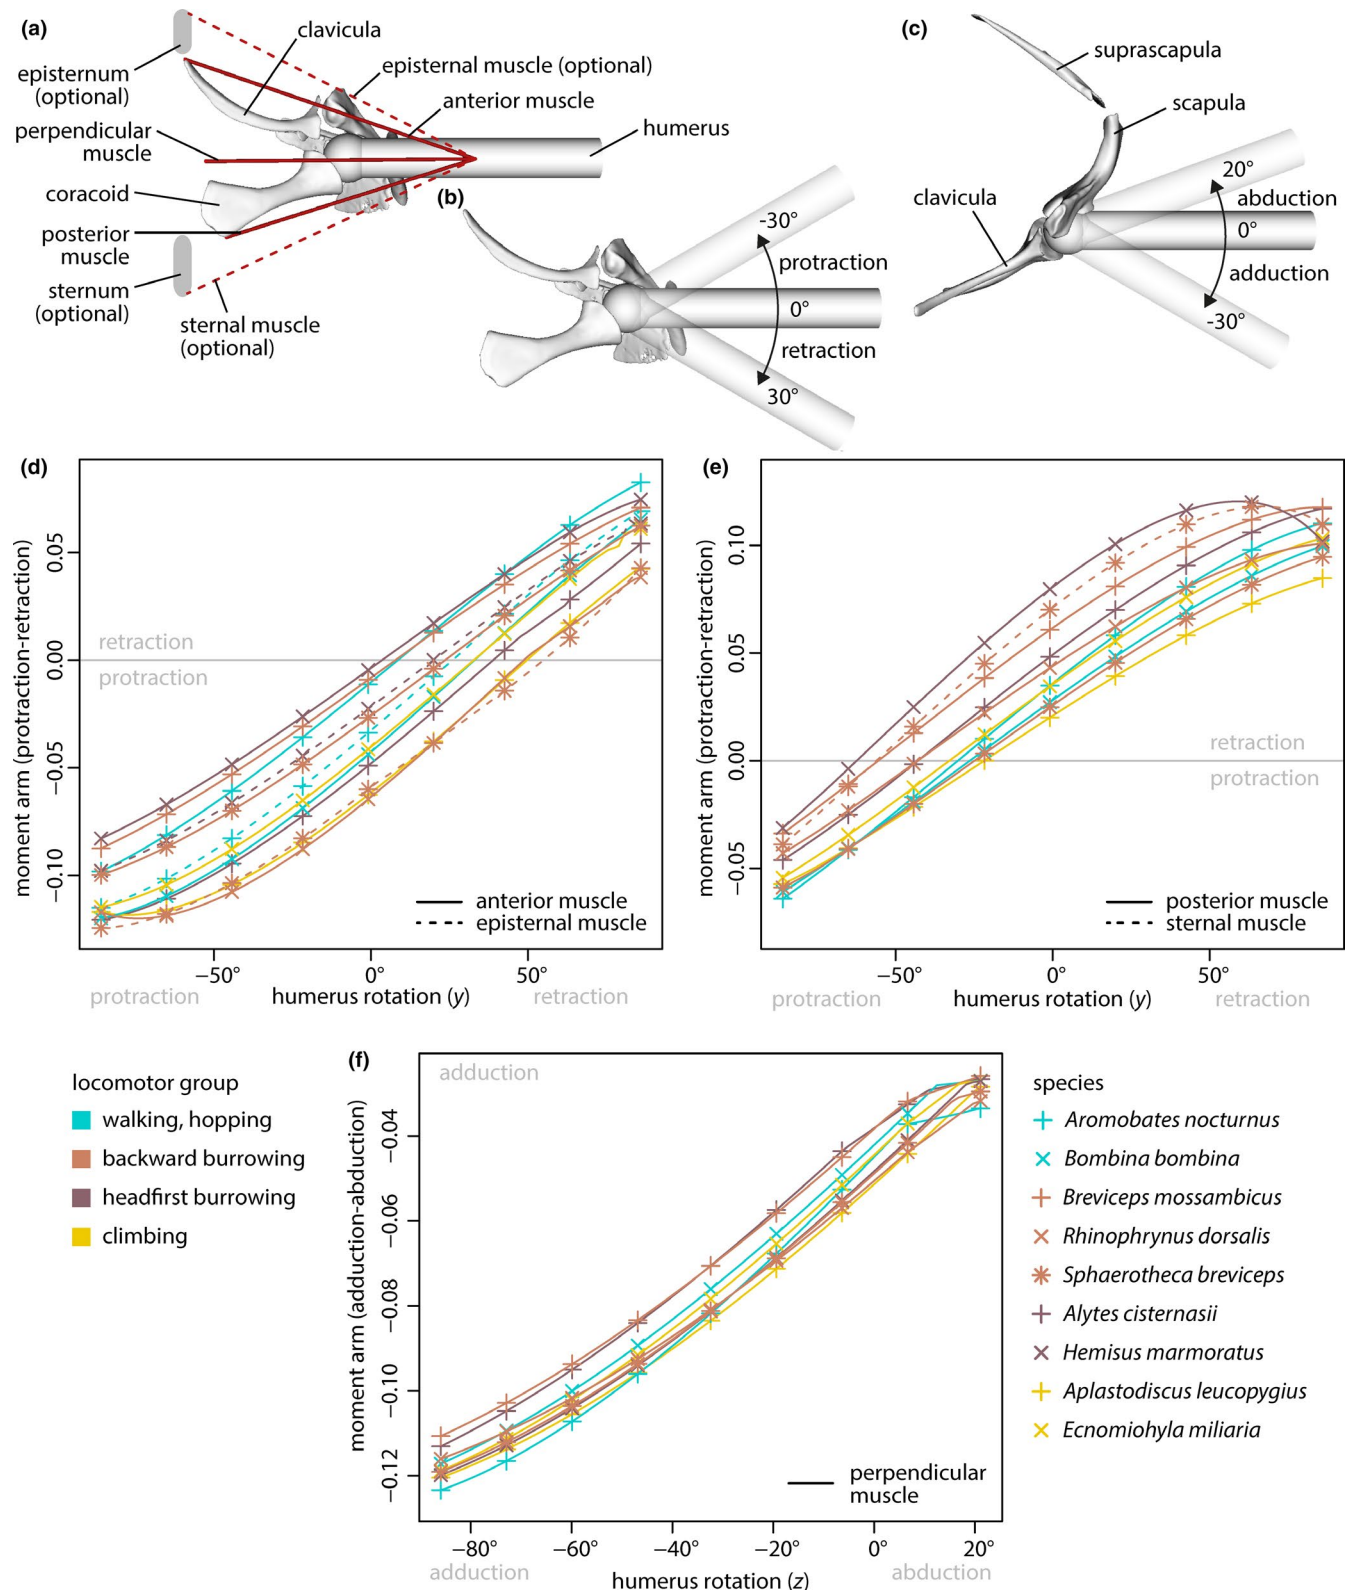 (a)
clavicula
episternum
(optional)
episternal muscle (optional)
anterior muscle
perpendicular
muscle
humerus
coracoid
posterior
muscle
sternum
(optional)
sternal muscle
(optional)
(b)
-30°
protraction
0°
retraction
30°
(c)
suprascapula
scapula
clavicula
20°
abduction
0°
adduction
-30°
(d)
moment arm (protraction-retraction)
0.05
0.00
−0.05
−0.10
retraction
protraction
anterior muscle
episternal muscle
−50°
0°
50°
protraction
humerus rotation (y)
retraction
(e)
moment arm (protraction-retraction)
0.10
0.05
0.00
−0.05
retraction
protraction
posterior muscle
sternal muscle
−50°
0°
50°
protraction
humerus rotation (y)
retraction
(f)
adduction
moment arm (adduction-abduction)
−0.04
−0.06
−0.08
−0.10
−0.12
perpendicular
muscle
−80°
−60°
−40°
−20°
0°
20°
adduction
humerus rotation (z)
abduction
locomotor group
walking, hopping
backward burrowing
headfirst burrowing
climbing
species
Aromobates nocturnus
Bombina bombina
Breviceps mossambicus
Rhinophrynus dorsalis
Sphaerotheca breviceps
Alytes cisternasii
Hemisus marmoratus
Aplastodiscus leucopygius
Ecnomiohyla miliaria